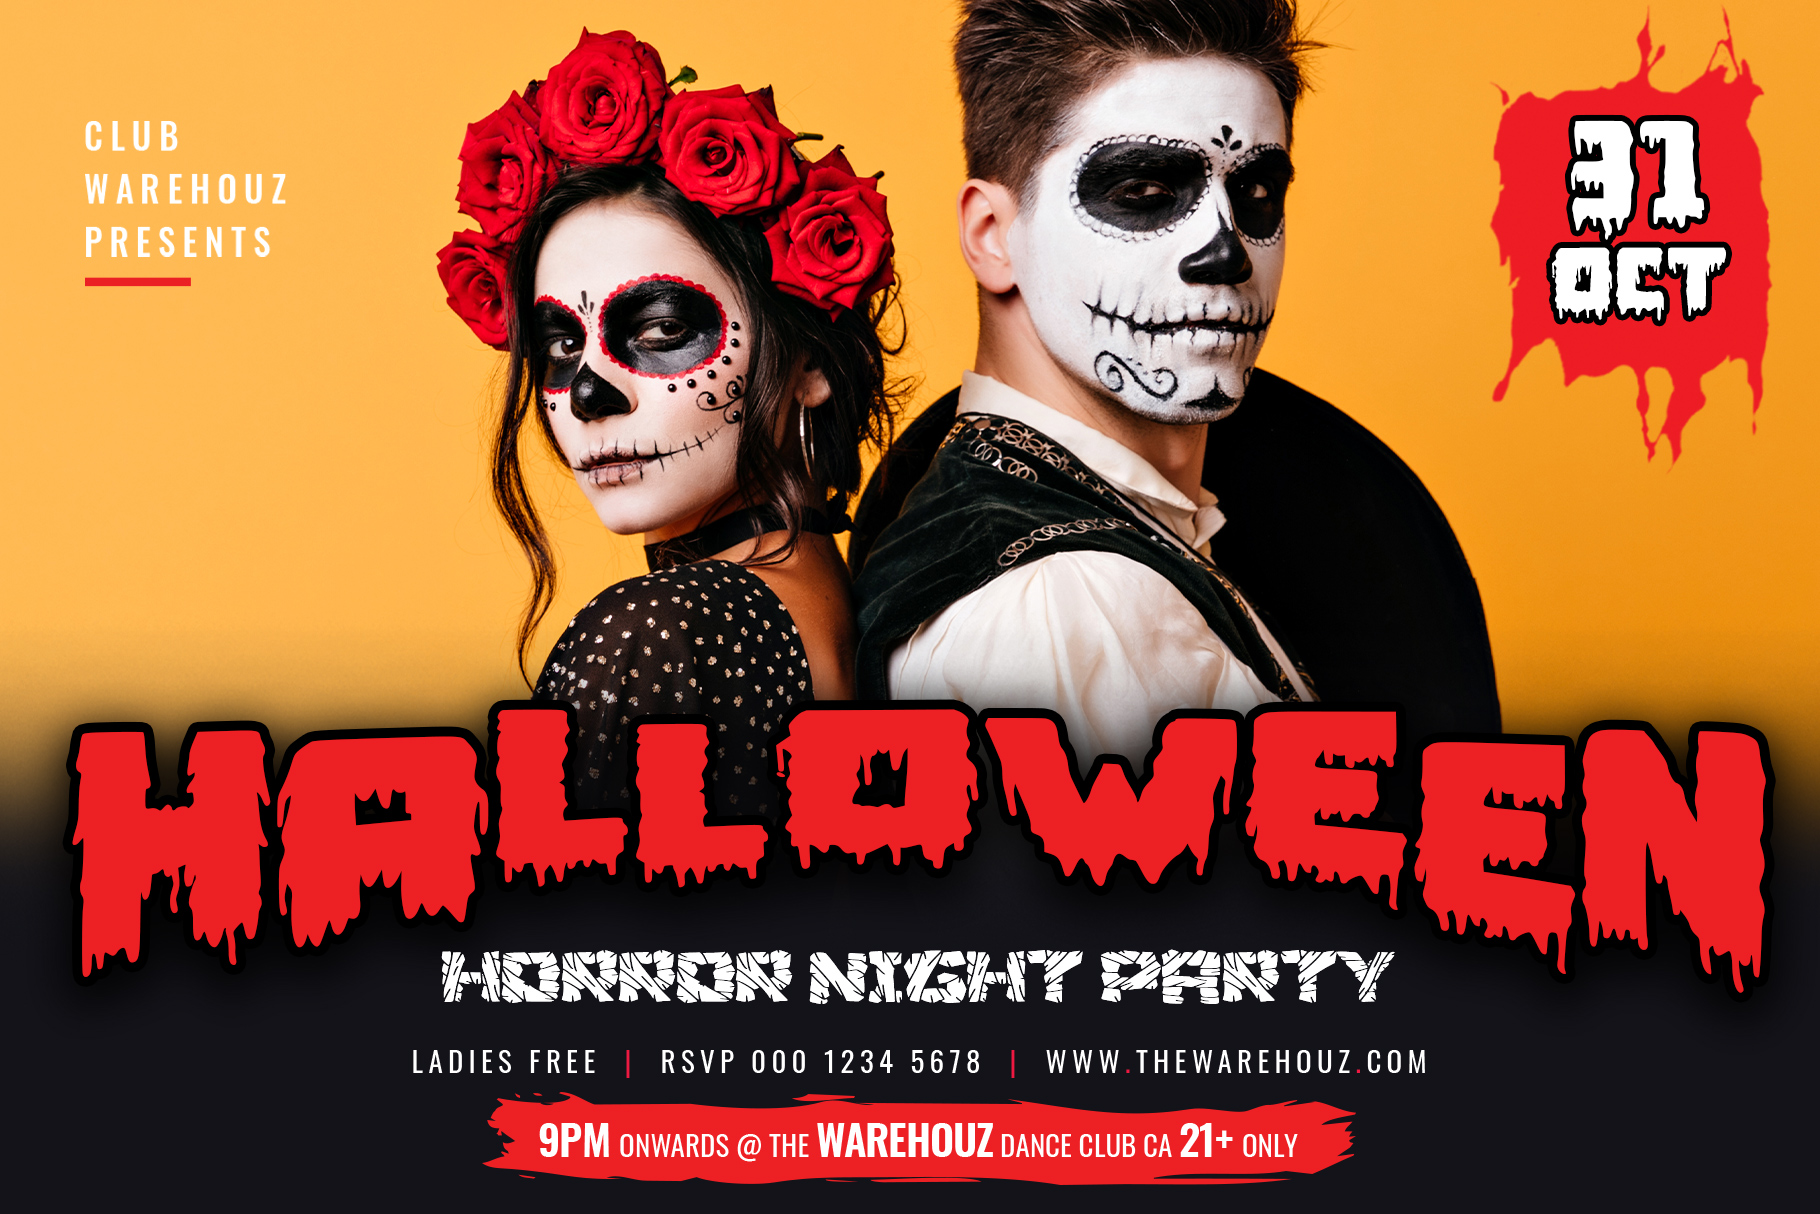 CLUB
WAREHOUZ
PRESENTS
31
OCT
HALLOWEEN
HORROR NIGHT PARTY
LADIES FREE | RSVP 000 1234 5678 | WWW.THEWAREHOUZ.COM
9PM ONWARDS @ THE WAREHOUZ DANCE CLUB CA 21+ ONLY